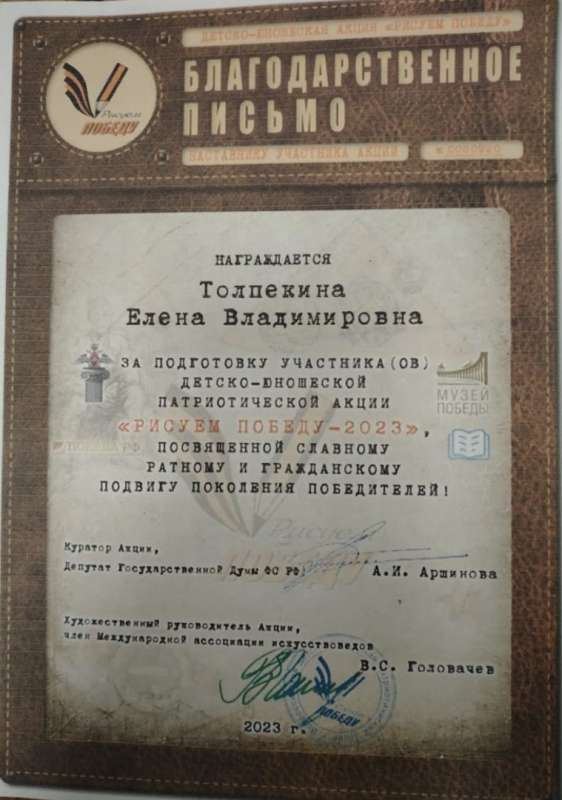 ДЕТСКО-ЮНОШЕСКАЯ АКЦИЯ «РИСУЕМ ПОБЕДУ»
БЛАГОДАРСТВЕННОЕ
ПИСЬМО
НАСТАВНИКУ УЧАСТНИКА АКЦИИ
Рисуем
ПОБЕДУ
НАГРАЖДАЕТСЯ
Толпекина
Елена Владимировна
ЗА ПОДГОТОВКУ УЧАСТНИКА(ОВ)
ДЕТСКО-ЮНОШЕСКОЙ
ПАТРИОТИЧЕСКОЙ АКЦИИ
«РИСУЕМ ПОБЕДУ-2023»,
ПОСВЯЩЕННОЙ СЛАВНОМУ
РАТНОМУ И ГРАЖДАНСКОМУ
ПОДВИГУ ПОКОЛЕНИЯ ПОБЕДИТЕЛЕЙ!
МУЗЕЙ
ПОБЕДЫ
Рисуем
Куратор Акции,
Депутат Государственной Думы ФС РФ
А.И. Аршинова
Художественный руководитель Акции,
член Международной ассоциации искусствоведов
В.С. Головачев
ПОБЕДУ
2023 г.